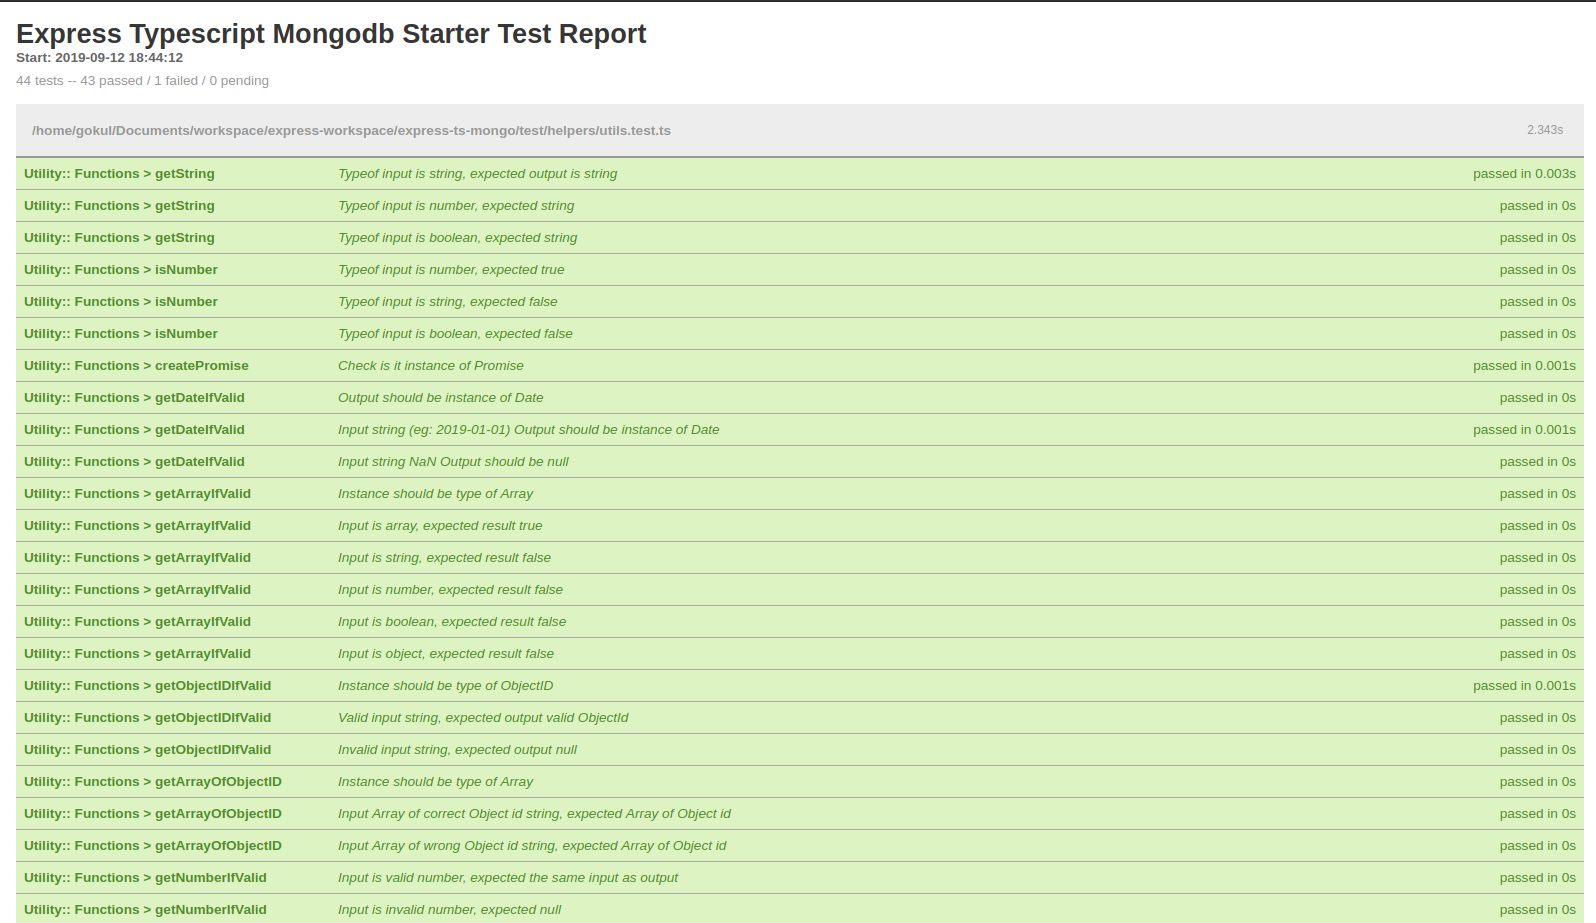 Express Typescript Mongodb Starter Test Report
Start: 2019-09-12 18:44:12
44 tests -- 43 passed / 1 failed / 0 pending
/home/gokul/Documents/workspace/express-workspace/express-ts-mongo/test/helpers/utils.test.ts 2.343s
Utility:: Functions > getString Typeof input is string, expected output is string passed in 0.003s
Utility:: Functions > getString Typeof input is number, expected string passed in 0s
Utility:: Functions > getString Typeof input is boolean, expected string passed in 0s
Utility:: Functions > isNumber Typeof input is number, expected true passed in 0s
Utility:: Functions > isNumber Typeof input is string, expected false passed in 0s
Utility:: Functions > isNumber Typeof input is boolean, expected false passed in 0s
Utility:: Functions > createPromise Check is it instance of Promise passed in 0.001s
Utility:: Functions > getDateIfValid Output should be instance of Date passed in 0s
Utility:: Functions > getDateIfValid Input string (eg: 2019-01-01) Output should be instance of Date passed in 0.001s
Utility:: Functions > getDateIfValid Input string NaN Output should be null passed in 0s
Utility:: Functions > getArrayIfValid Instance should be type of Array passed in 0s
Utility:: Functions > getArrayIfValid Input is array, expected result true passed in 0s
Utility:: Functions > getArrayIfValid Input is string, expected result false passed in 0s
Utility:: Functions > getArrayIfValid Input is number, expected result false passed in 0s
Utility:: Functions > getArrayIfValid Input is boolean, expected result false passed in 0s
Utility:: Functions > getArrayIfValid Input is object, expected result false passed in 0s
Utility:: Functions > getObjectIDIfValid Instance should be type of ObjectID passed in 0.001s
Utility:: Functions > getObjectIDIfValid Valid input string, expected output valid ObjectId passed in 0s
Utility:: Functions > getObjectIDIfValid Invalid input string, expected output null passed in 0s
Utility:: Functions > getArrayOfObjectID Instance should be type of Array passed in 0s
Utility:: Functions > getArrayOfObjectID Input Array of correct Object id string, expected Array of Object id passed in 0s
Utility:: Functions > getArrayOfObjectID Input Array of wrong Object id string, expected Array of Object id passed in 0s
Utility:: Functions > getNumberIfValid Input is valid number, expected the same input as output passed in 0s
Utility:: Functions > getNumberIfValid Input is invalid number, expected null passed in 0s